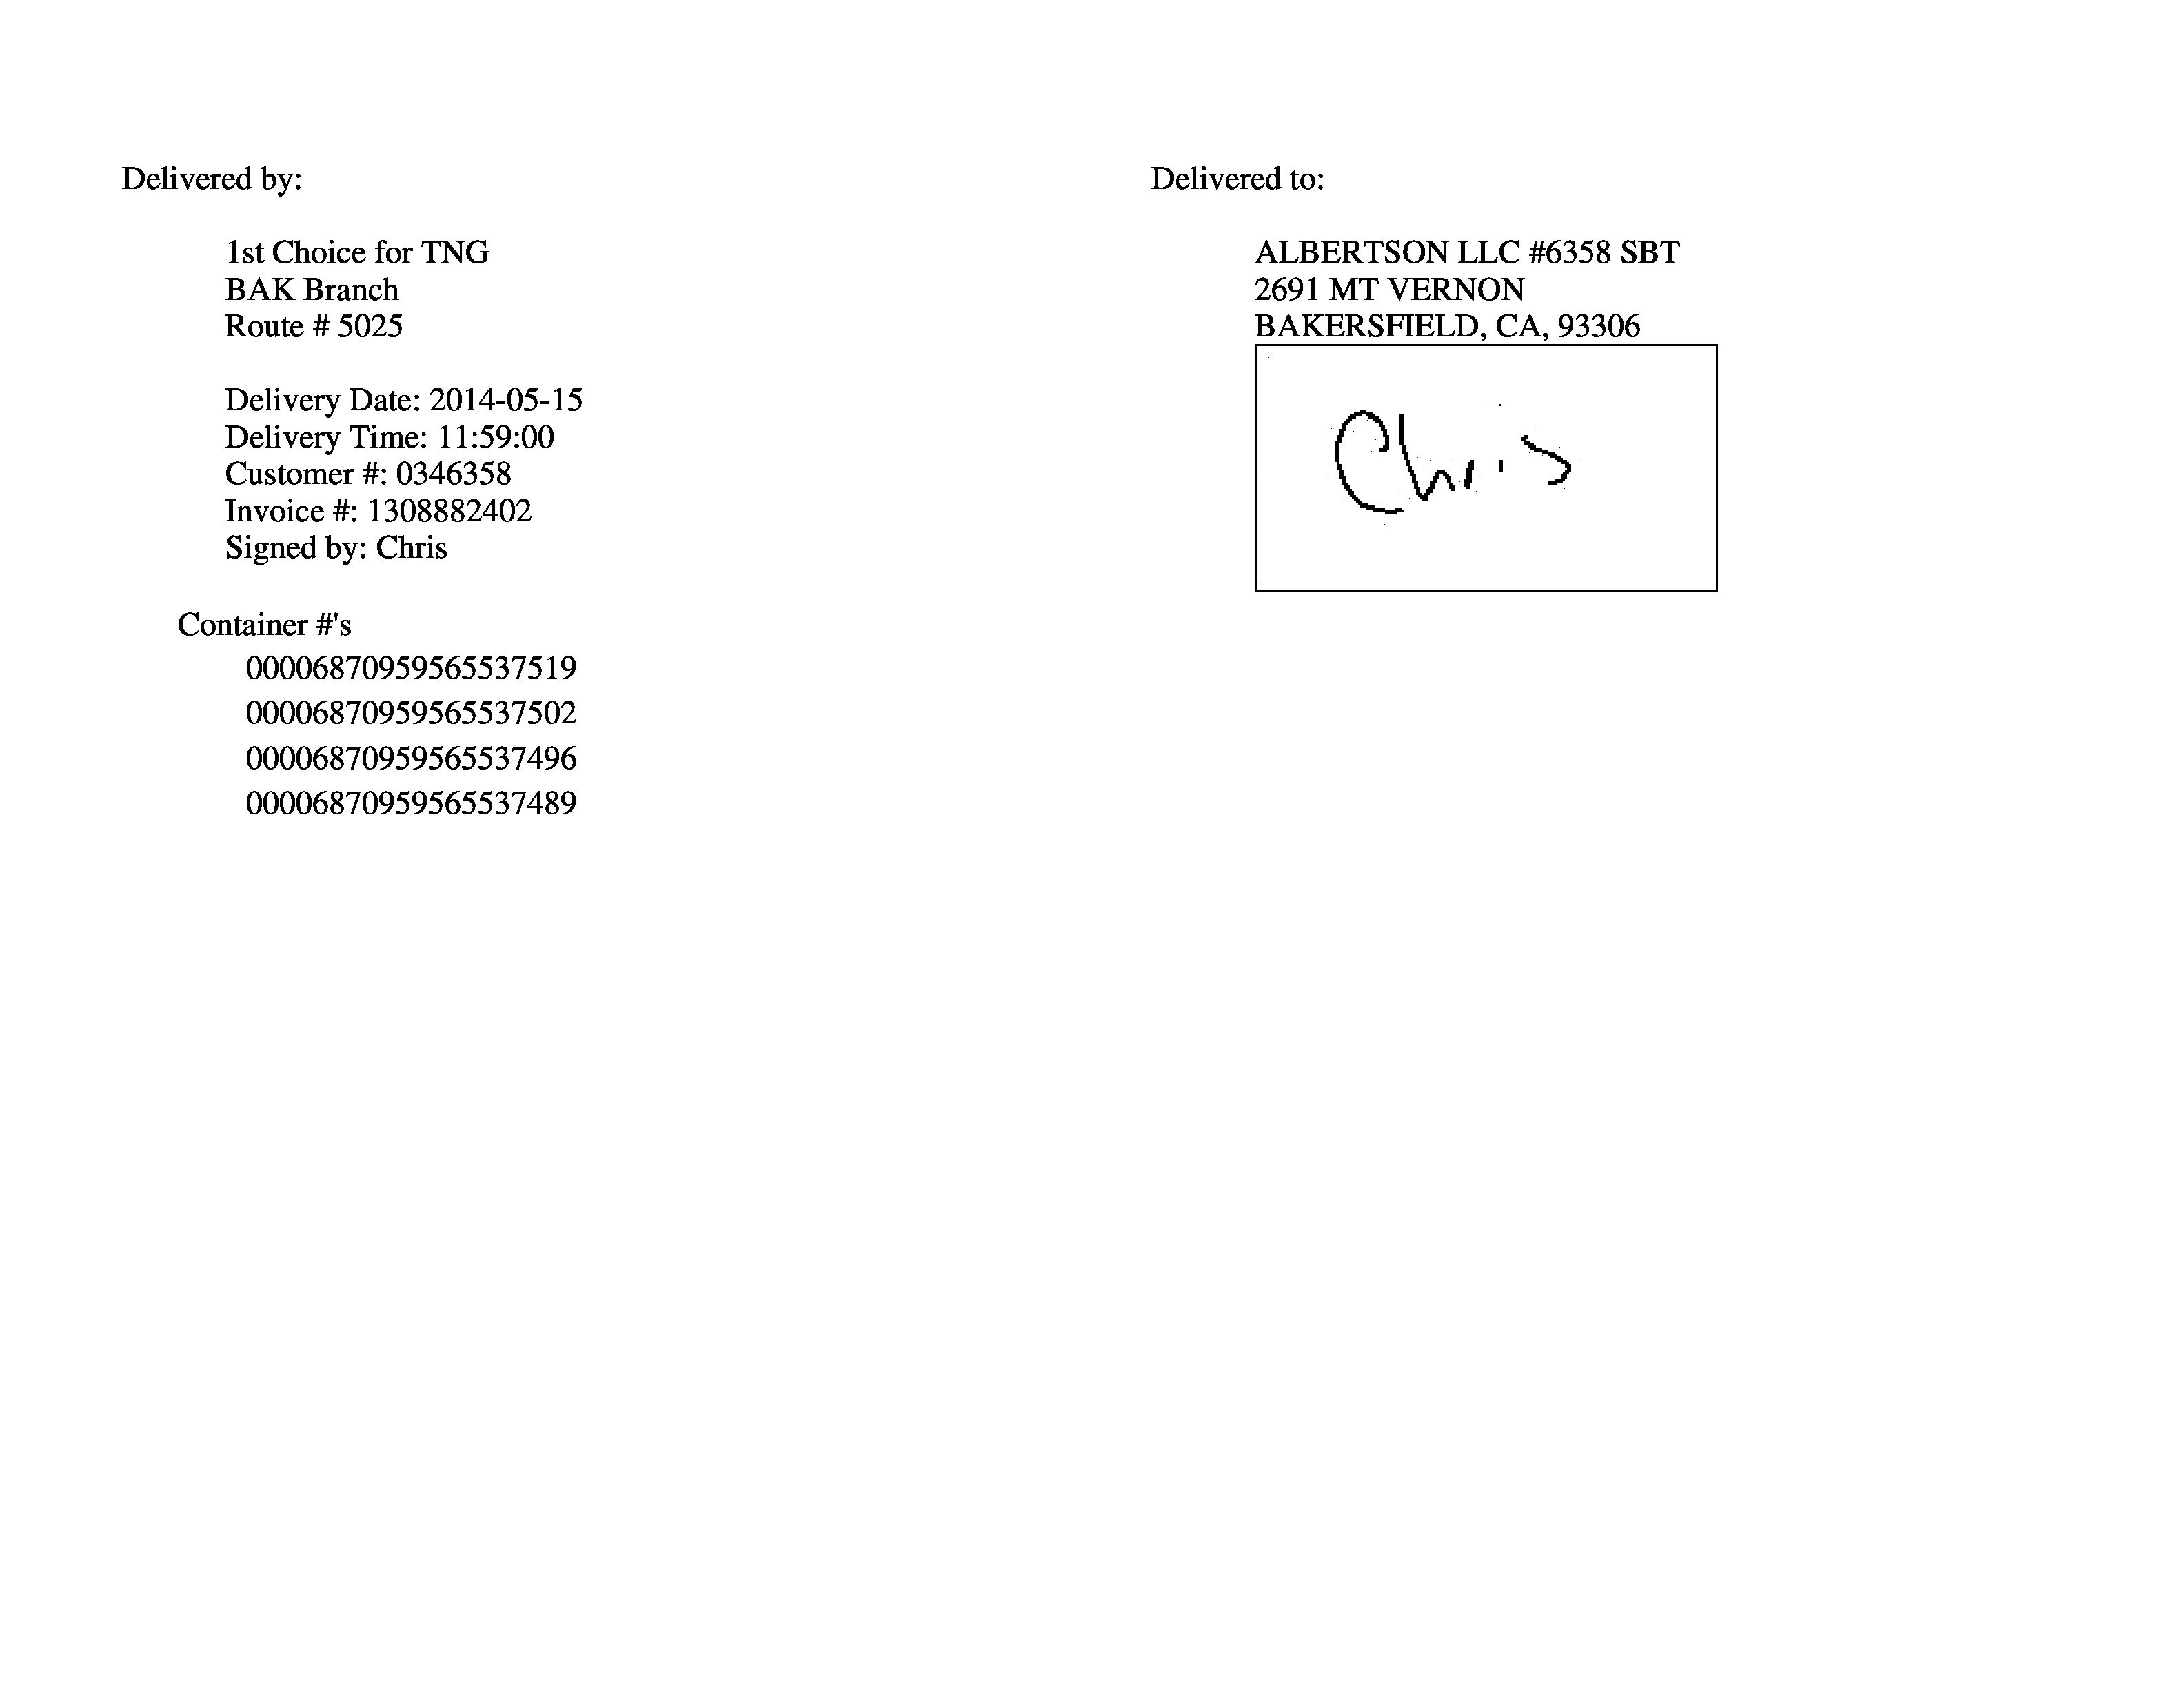 Delivered by:
1st Choice for TNG
BAK Branch
Route # 5025
Delivery Date: 2014-05-15
Delivery Time: 11:59:00
Customer #: 0346358
Invoice #: 1308882402
Signed by: Chris
Container #'s
00006870959565537519
00006870959565537502
00006870959565537496
00006870959565537489
Delivered to:
ALBERTSON LLC #6358 SBT
2691 MT VERNON
BAKERSFIELD, CA, 93306
Chris